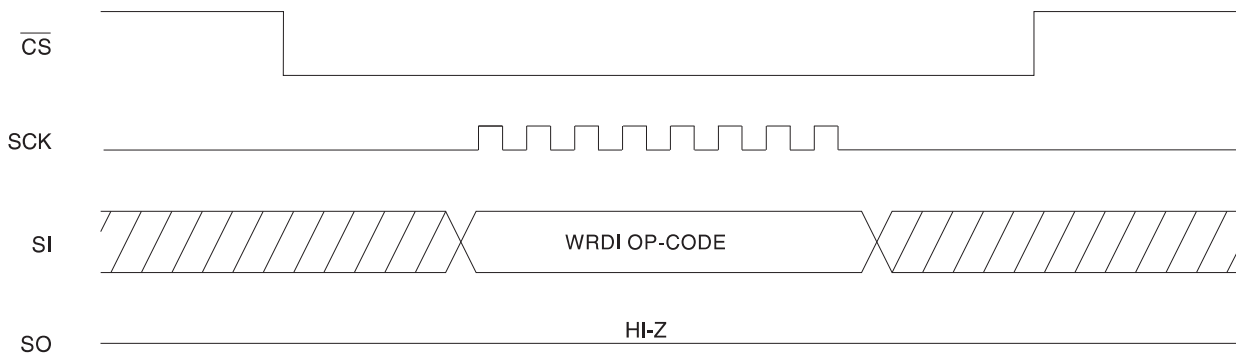 CS
SCK
SI
WRDI OP-CODE
HI-Z
SO